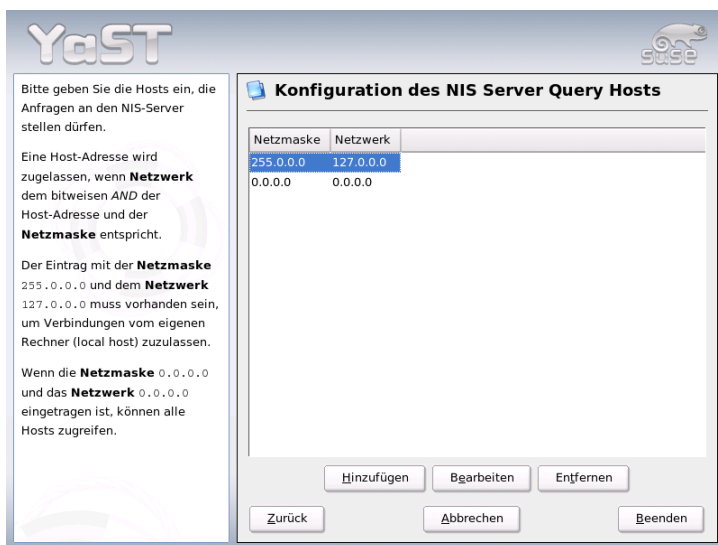 YaST
SUSE
Bitte geben Sie die Hosts ein, die
Anfragen an den NIS-Server
stellen dürfen.
Eine Host-Adresse wird
zugelassen, wenn Netzwerk
dem bitweisen AND der
Host-Adresse und der
Netzmaske entspricht.
Der Eintrag mit der Netzmaske
255.0.0.0 und dem Netzwerk
127.0.0.0 muss vorhanden sein,
um Verbindungen vom eigenen
Rechner (local host) zuzulassen.
Wenn die Netzmaske 0.0.0.0
und das Netzwerk 0.0.0.0
eingetragen ist, können alle
Hosts zugreifen.
Konfiguration des NIS Server Query Hosts
Netzmaske Netzwerk
255.0.0.0 127.0.0.0
0.0.0.0 0.0.0.0
Hinzufügen Bearbeiten Entfernen
Zurück Abbrechen Beenden